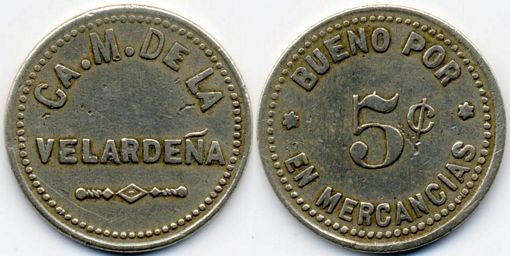 CA. M. DE LA
VELARDEÑA
BUENO POR
5¢
EN MERCANCIAS